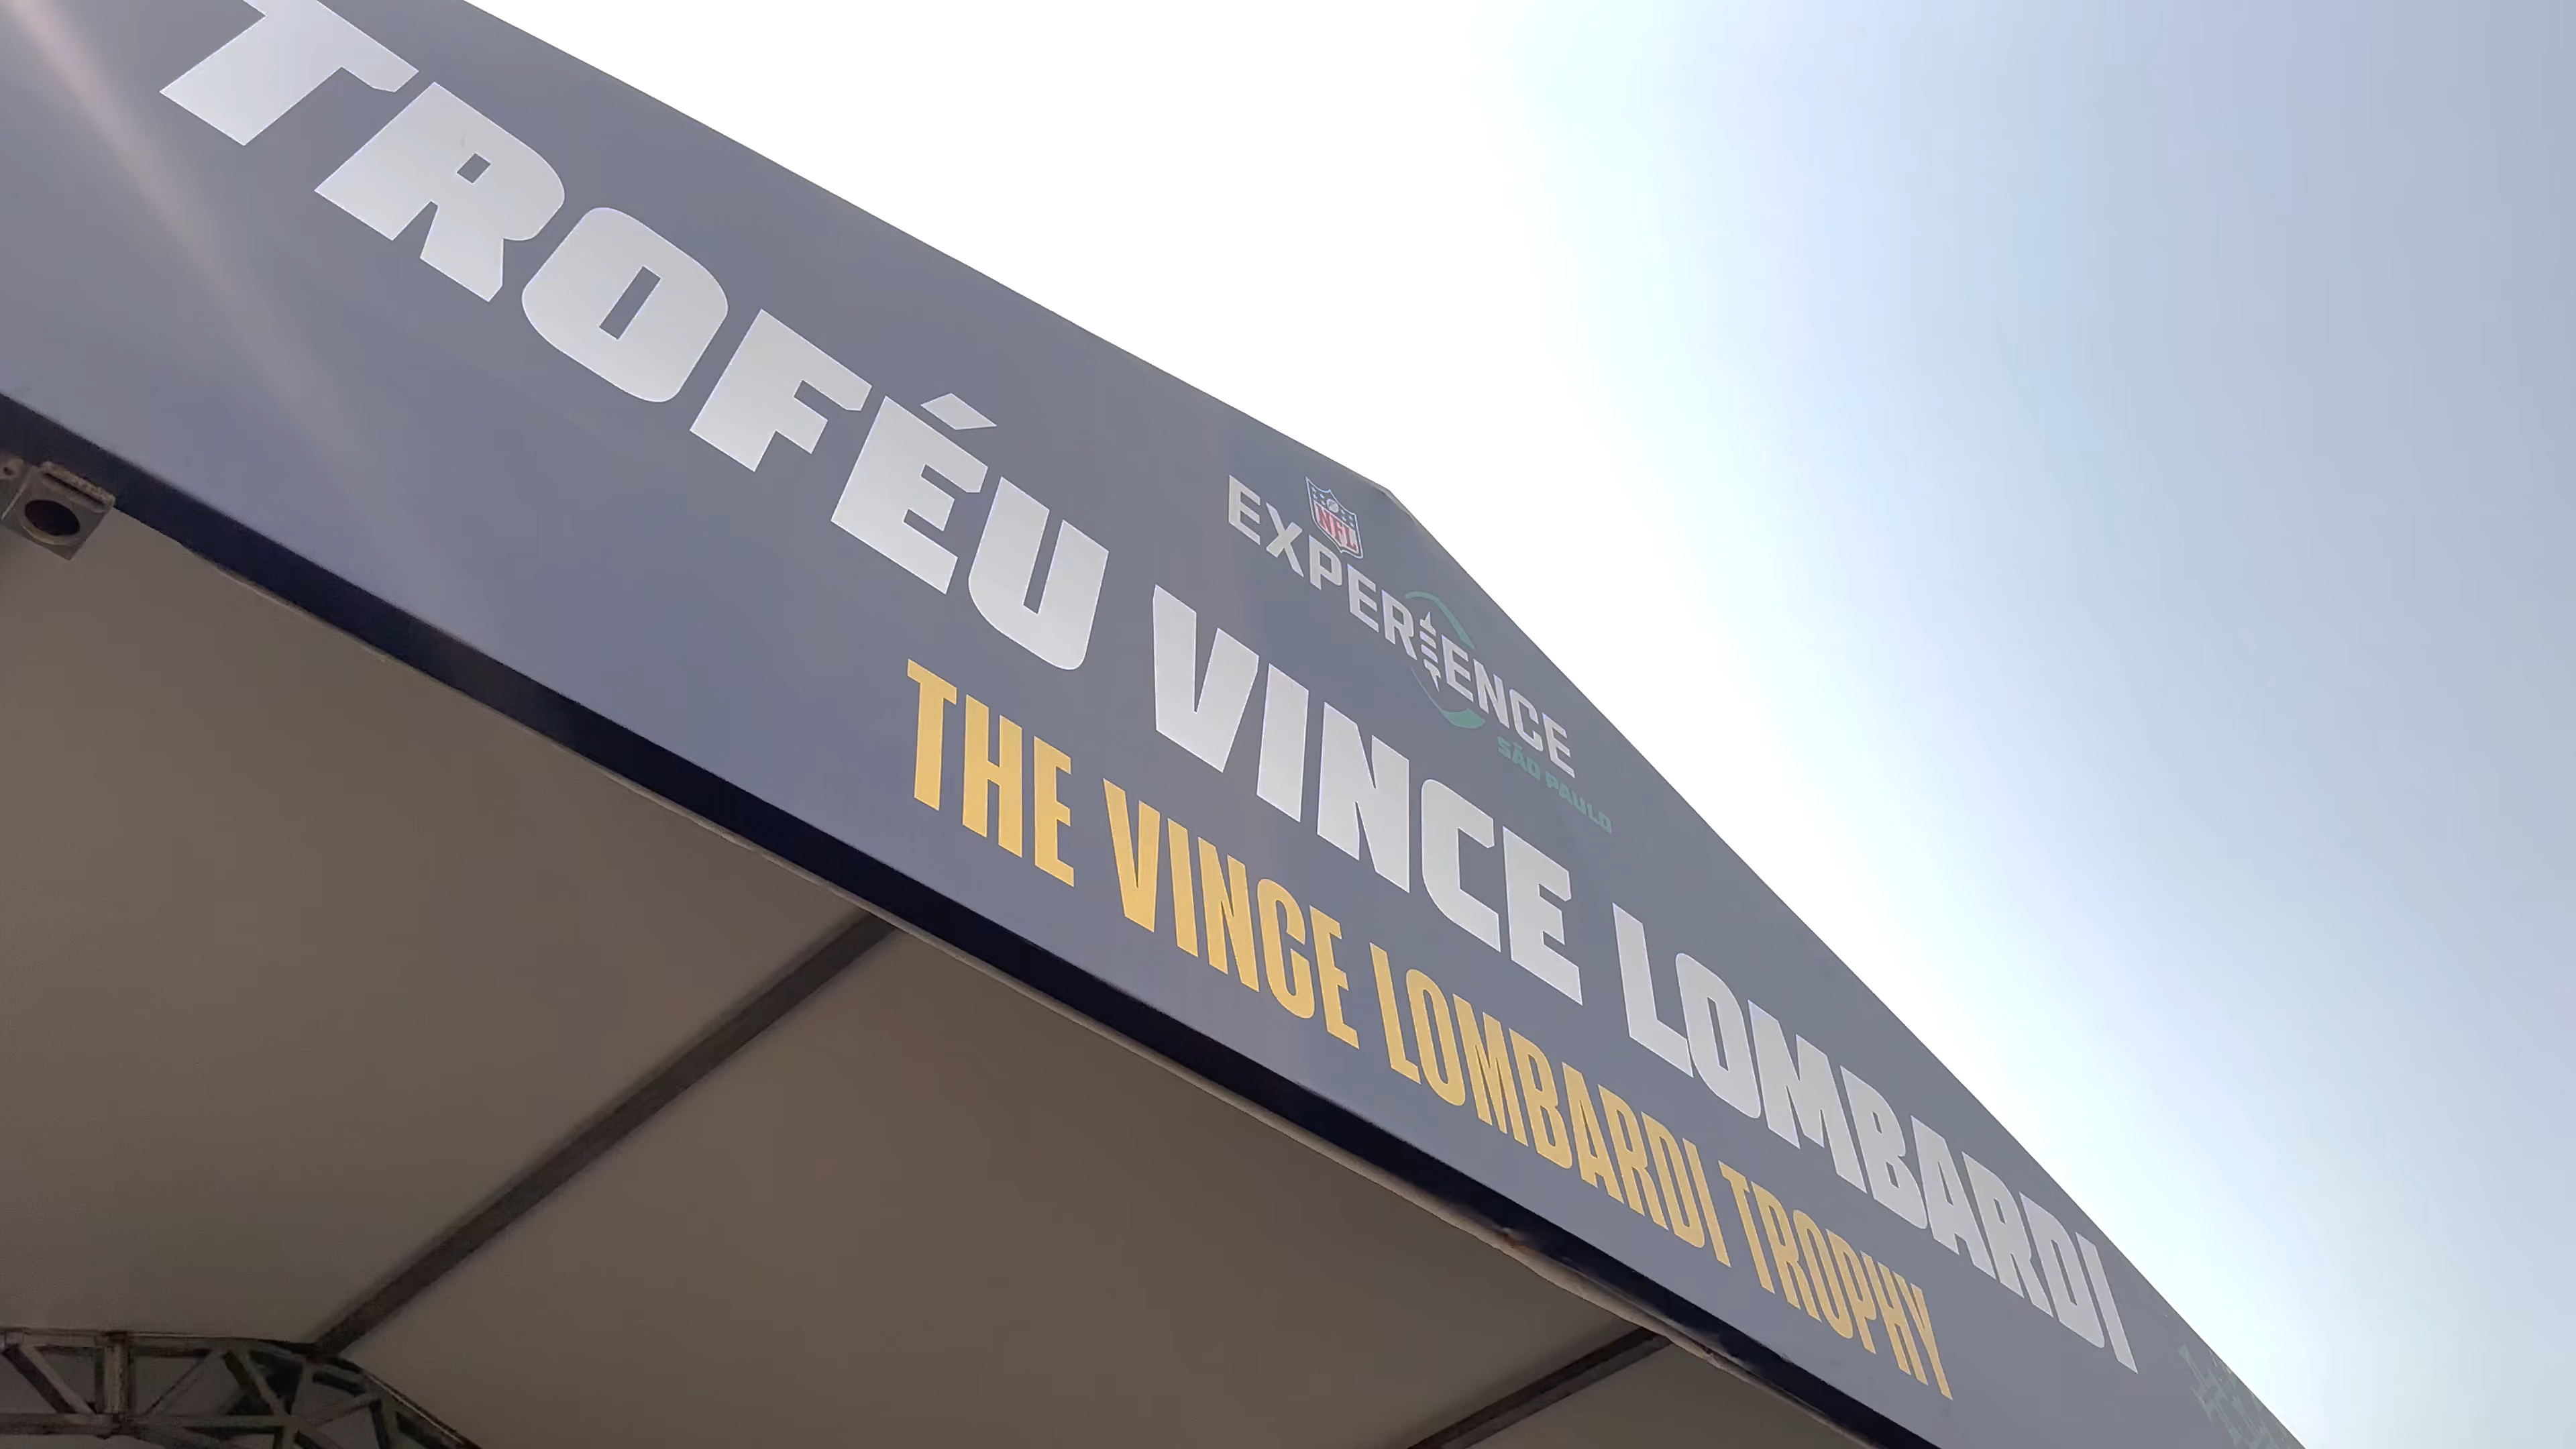 NFL
EXPERIENCE
SÃO PAULO
TROFÉU VINCE LOMBARDI
THE VINCE LOMBARDI TROPHY